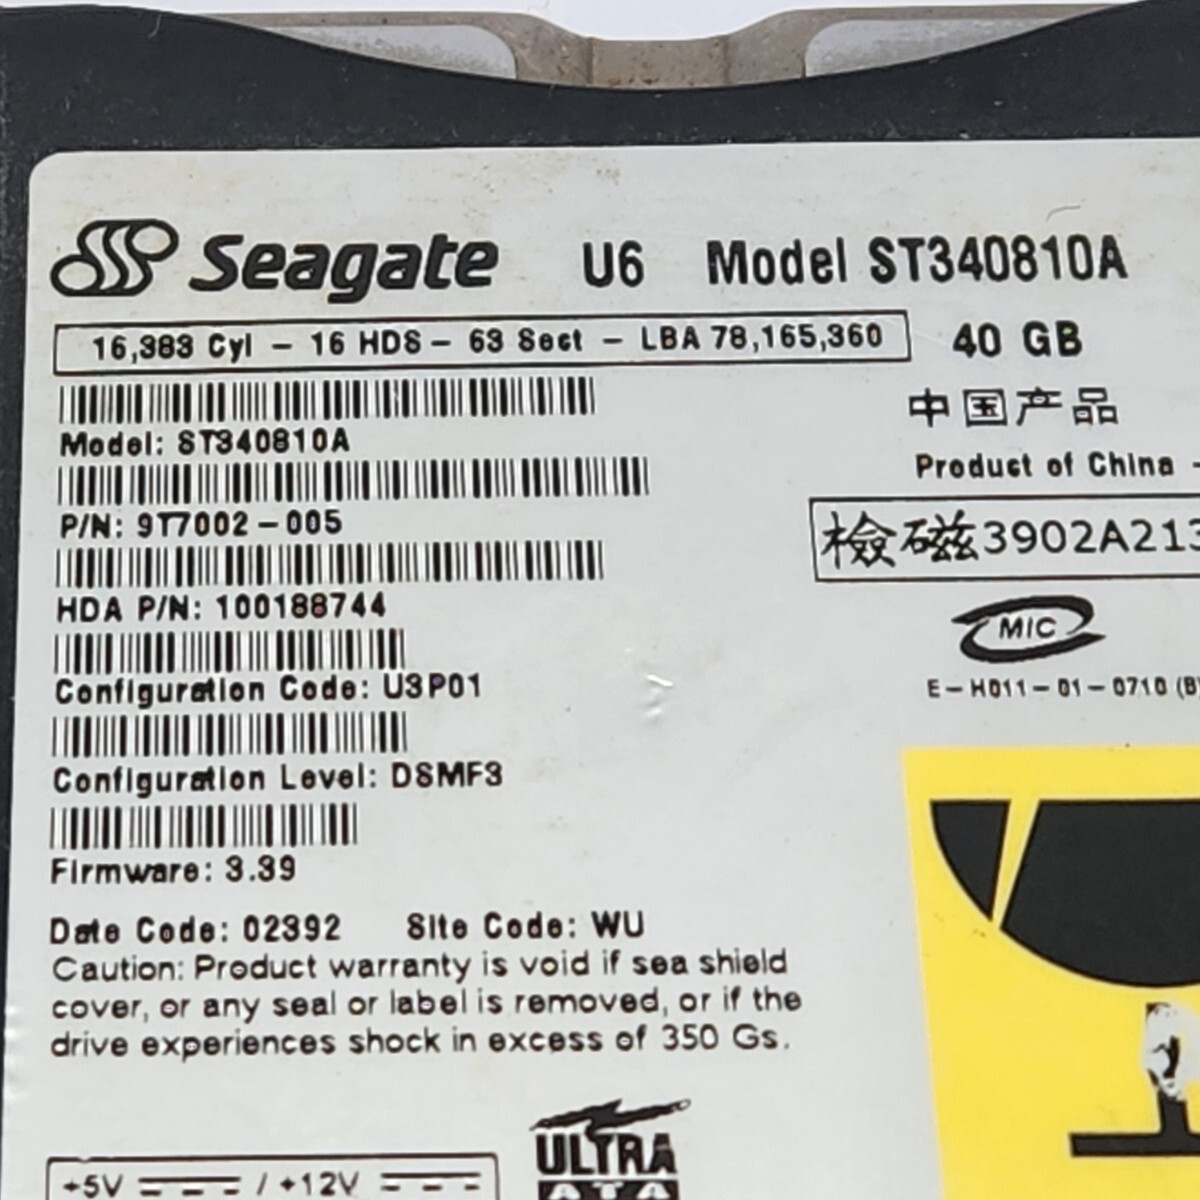 Seagate U6 Model ST340810A
16,383 Cyl - 16 HDS - 63 Sect - LBA 78,165,360
40 GB
Model: ST340810A
中国产品
Product of China -
P/N: 9T7002-005
檢磁3902A213
HDA P/N: 100188744
MIC
Configuration Code: U3P01
E-H011-01-0710 (B)
Configuration Level: DSMF3
Firmware: 3.39
Date Code: 02392 Site Code: WU
Caution: Product warranty is void if sea shield
cover, or any seal or label is removed, or if the
drive experiences shock in excess of 350 Gs.
ULTRA
ATA
+5V / +12V